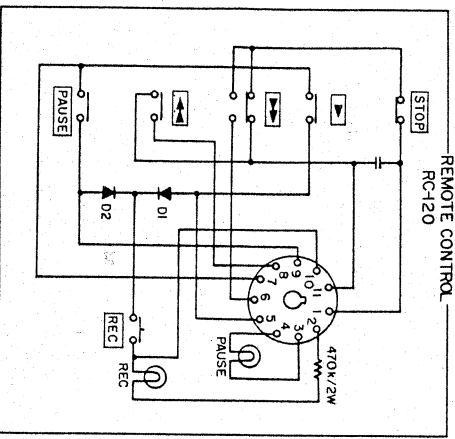 REMOTE CONTROL
RC-120
STOP
PAUSE
D1
D2
1
2
3
4
5
6
7
8
9
10
11
470k/2W
PAUSE
REC
REC